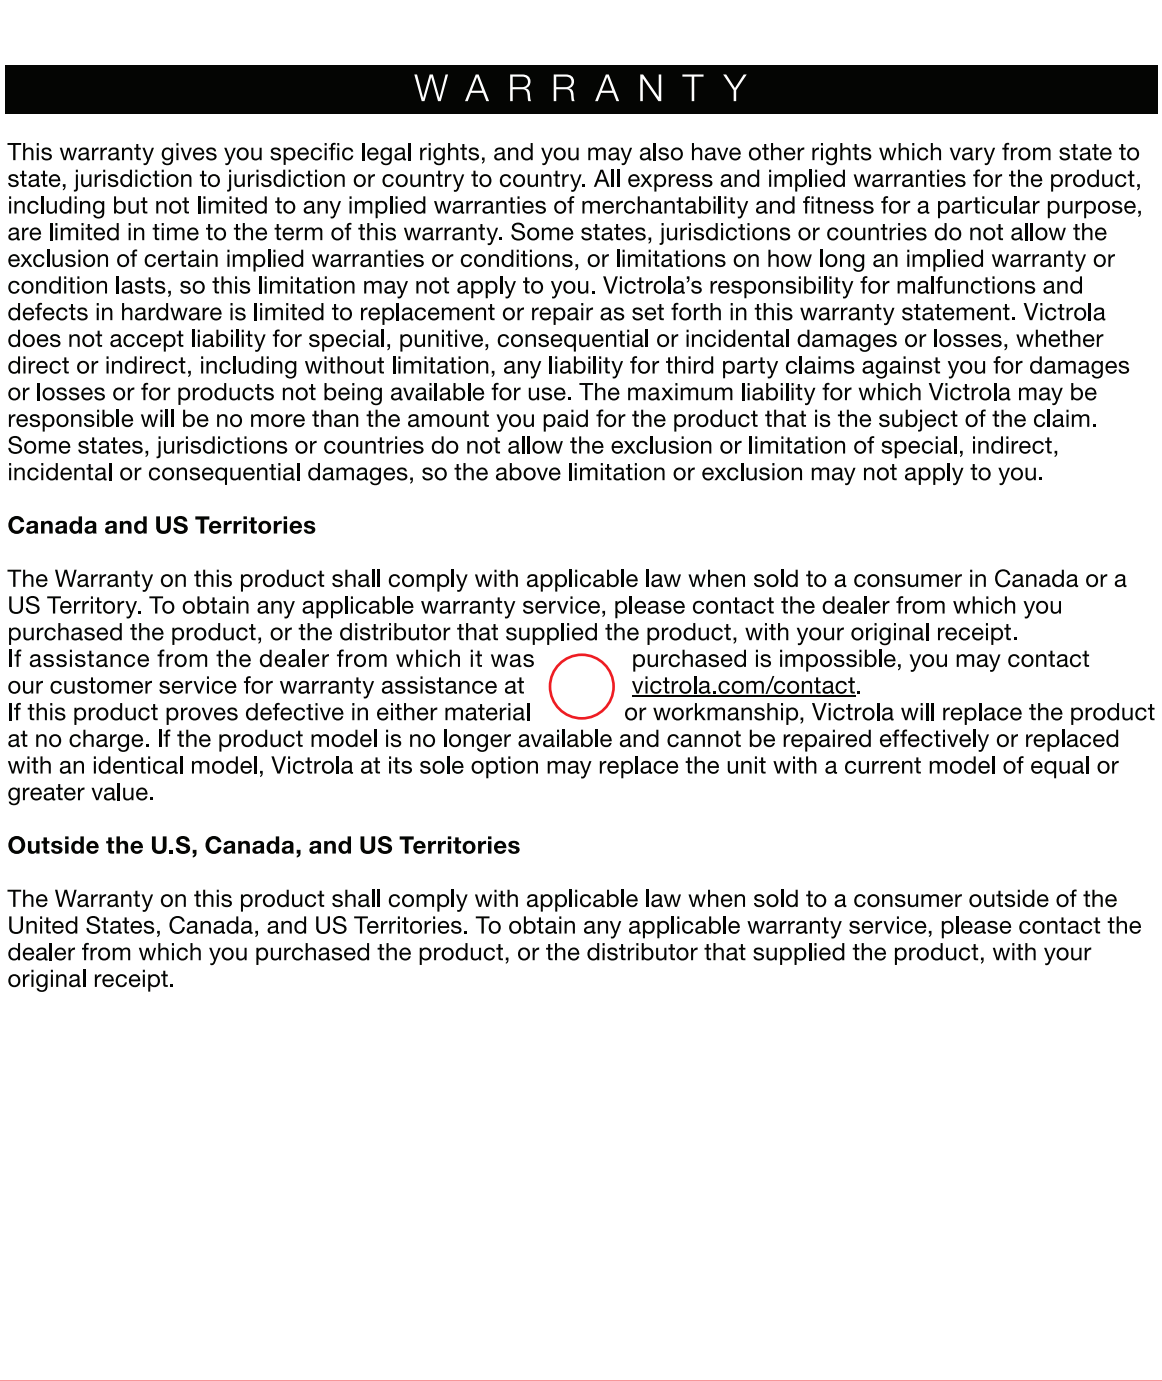 WARRANTY
This warranty gives you specific legal rights, and you may also have other rights which vary from state to
state, jurisdiction to jurisdiction or country to country. All express and implied warranties for the product,
including but not limited to any implied warranties of merchantability and fitness for a particular purpose,
are limited in time to the term of this warranty. Some states, jurisdictions or countries do not allow the
exclusion of certain implied warranties or conditions, or limitations on how long an implied warranty or
condition lasts, so this limitation may not apply to you. Victrola’s responsibility for malfunctions and
defects in hardware is limited to replacement or repair as set forth in this warranty statement. Victrola
does not accept liability for special, punitive, consequential or incidental damages or losses, whether
direct or indirect, including without limitation, any liability for third party claims against you for damages
or losses or for products not being available for use. The maximum liability for which Victrola may be
responsible will be no more than the amount you paid for the product that is the subject of the claim.
Some states, jurisdictions or countries do not allow the exclusion or limitation of special, indirect,
incidental or consequential damages, so the above limitation or exclusion may not apply to you.
Canada and US Territories
The Warranty on this product shall comply with applicable law when sold to a consumer in Canada or a
US Territory. To obtain any applicable warranty service, please contact the dealer from which you
purchased the product, or the distributor that supplied the product, with your original receipt.
If assistance from the dealer from which it was purchased is impossible, you may contact
our customer service for warranty assistance at victrola.com/contact.
If this product proves defective in either material or workmanship, Victrola will replace the product
at no charge. If the product model is no longer available and cannot be repaired effectively or replaced
with an identical model, Victrola at its sole option may replace the unit with a current model of equal or
greater value.
Outside the U.S, Canada, and US Territories
The Warranty on this product shall comply with applicable law when sold to a consumer outside of the
United States, Canada, and US Territories. To obtain any applicable warranty service, please contact the
dealer from which you purchased the product, or the distributor that supplied the product, with your
original receipt.